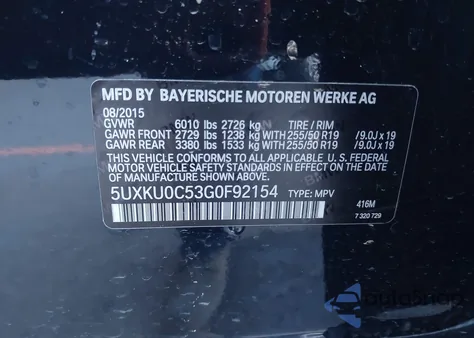 MFD BY BAYERISCHE MOTOREN WERKE AG
08/2015
GVWR 6010 lbs 2726 kg TIRE / RIM
GAWR FRONT 2729 lbs 1238 KG WITH 255/50 R19 /9.0J x 19
GAWR REAR 3380 lbs 1533 KG WITH 255/50 R19 /9.0J x 19
THIS VEHICLE CONFORMS TO ALL APPLICABLE U. S. FEDERAL
MOTOR VEHICLE SAFETY STANDARDS IN EFFECT ON THE DATE
OF MANUFACTURE SHOWN ABOVE.
5UXKU0C53G0F92154 TYPE: MPV
416M
7 320 729
autoSnap